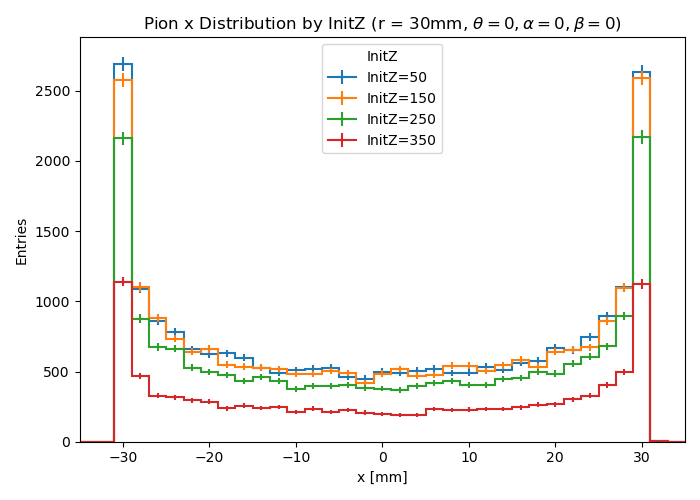 Pion x Distribution by InitZ (r = 30mm, θ = 0, α = 0, β = 0)
InitZ
InitZ=50
InitZ=150
InitZ=250
InitZ=350
Entries
2500
2000
1500
1000
500
0
−30 −20 −10 0 10 20 30
x [mm]